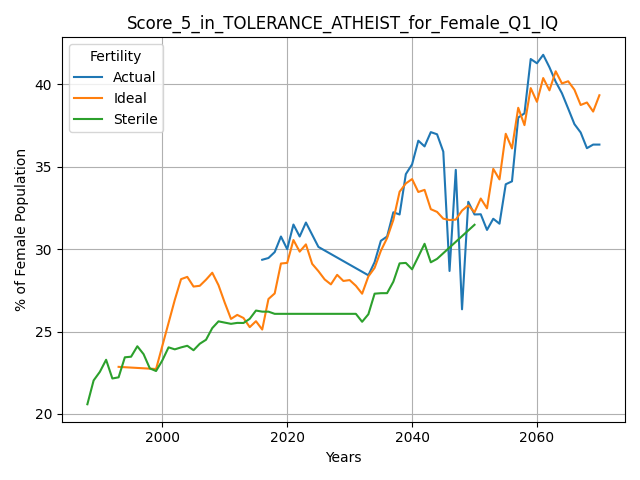 Score_5_in_TOLERANCE_ATHEIST_for_Female_Q1_IQ
Fertility
Actual
Ideal
Sterile
% of Female Population
40
35
30
25
20
2000
2020
2040
2060
Years